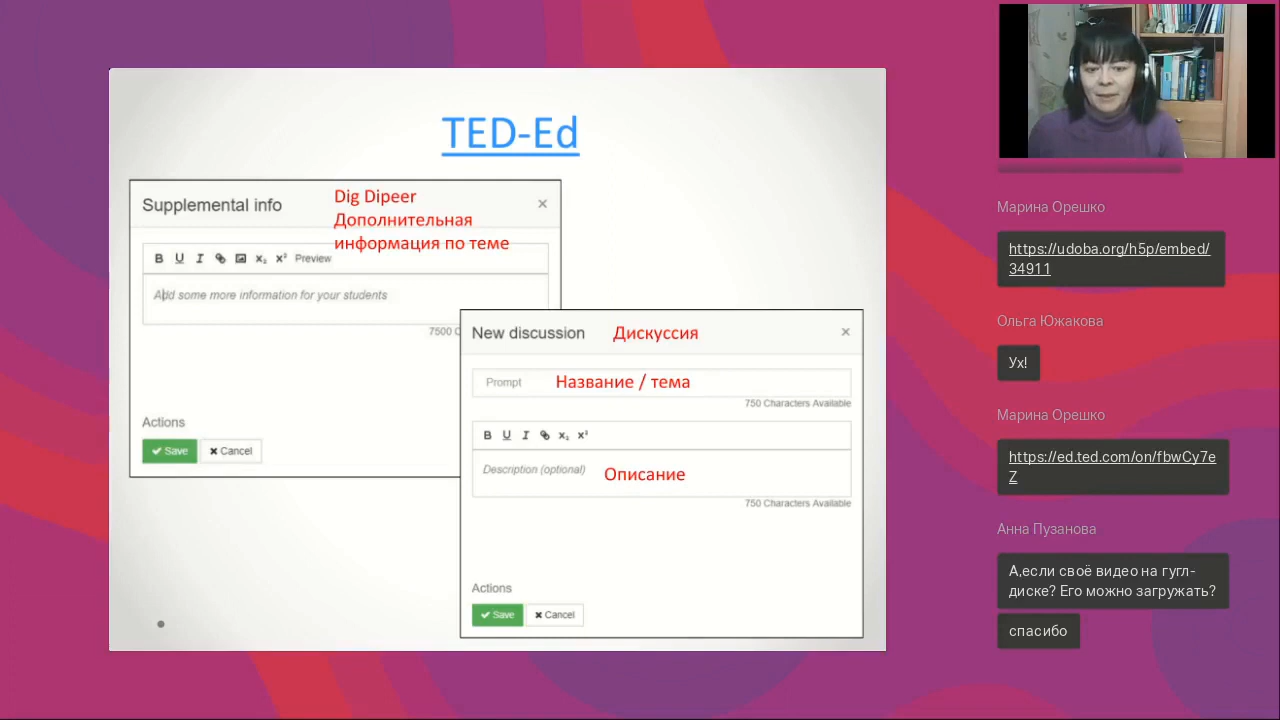 TED-Ed
Supplemental info
×
Dig Dipeer
Дополнительная
информация по теме
B U I x₂ x² Preview
Add some more information for your students
7500 C
Actions
✔ Save ✖ Cancel
New discussion Дискуссия ×
Prompt Название / тема
750 Characters Available
B U I x₂ x²
Description (optional) Описание
750 Characters Available
Actions
✔ Save ✖ Cancel
Марина Орешко
https://udoba.org/h5p/embed/
34911
Ольга Южакова
Ух!
Марина Орешко
https://ed.ted.com/on/fbwCy7e
Z
Анна Пузанова
А,если своё видео на гугл-
диске? Его можно загружать?
спасибо